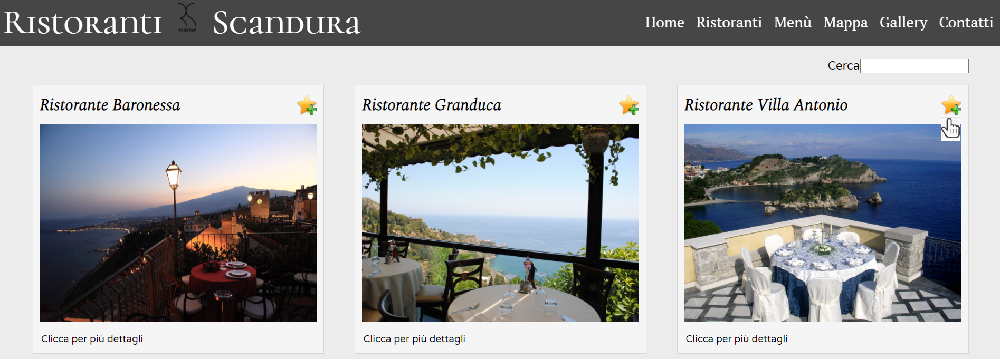 Ristoranti RS GROUP Scandura
Home Ristoranti Menù Mappa Gallery Contatti
Cerca
Ristorante Baronessa
Ristorante Granduca
Ristorante Villa Antonio
Clicca per più dettagli
Clicca per più dettagli
Clicca per più dettagli